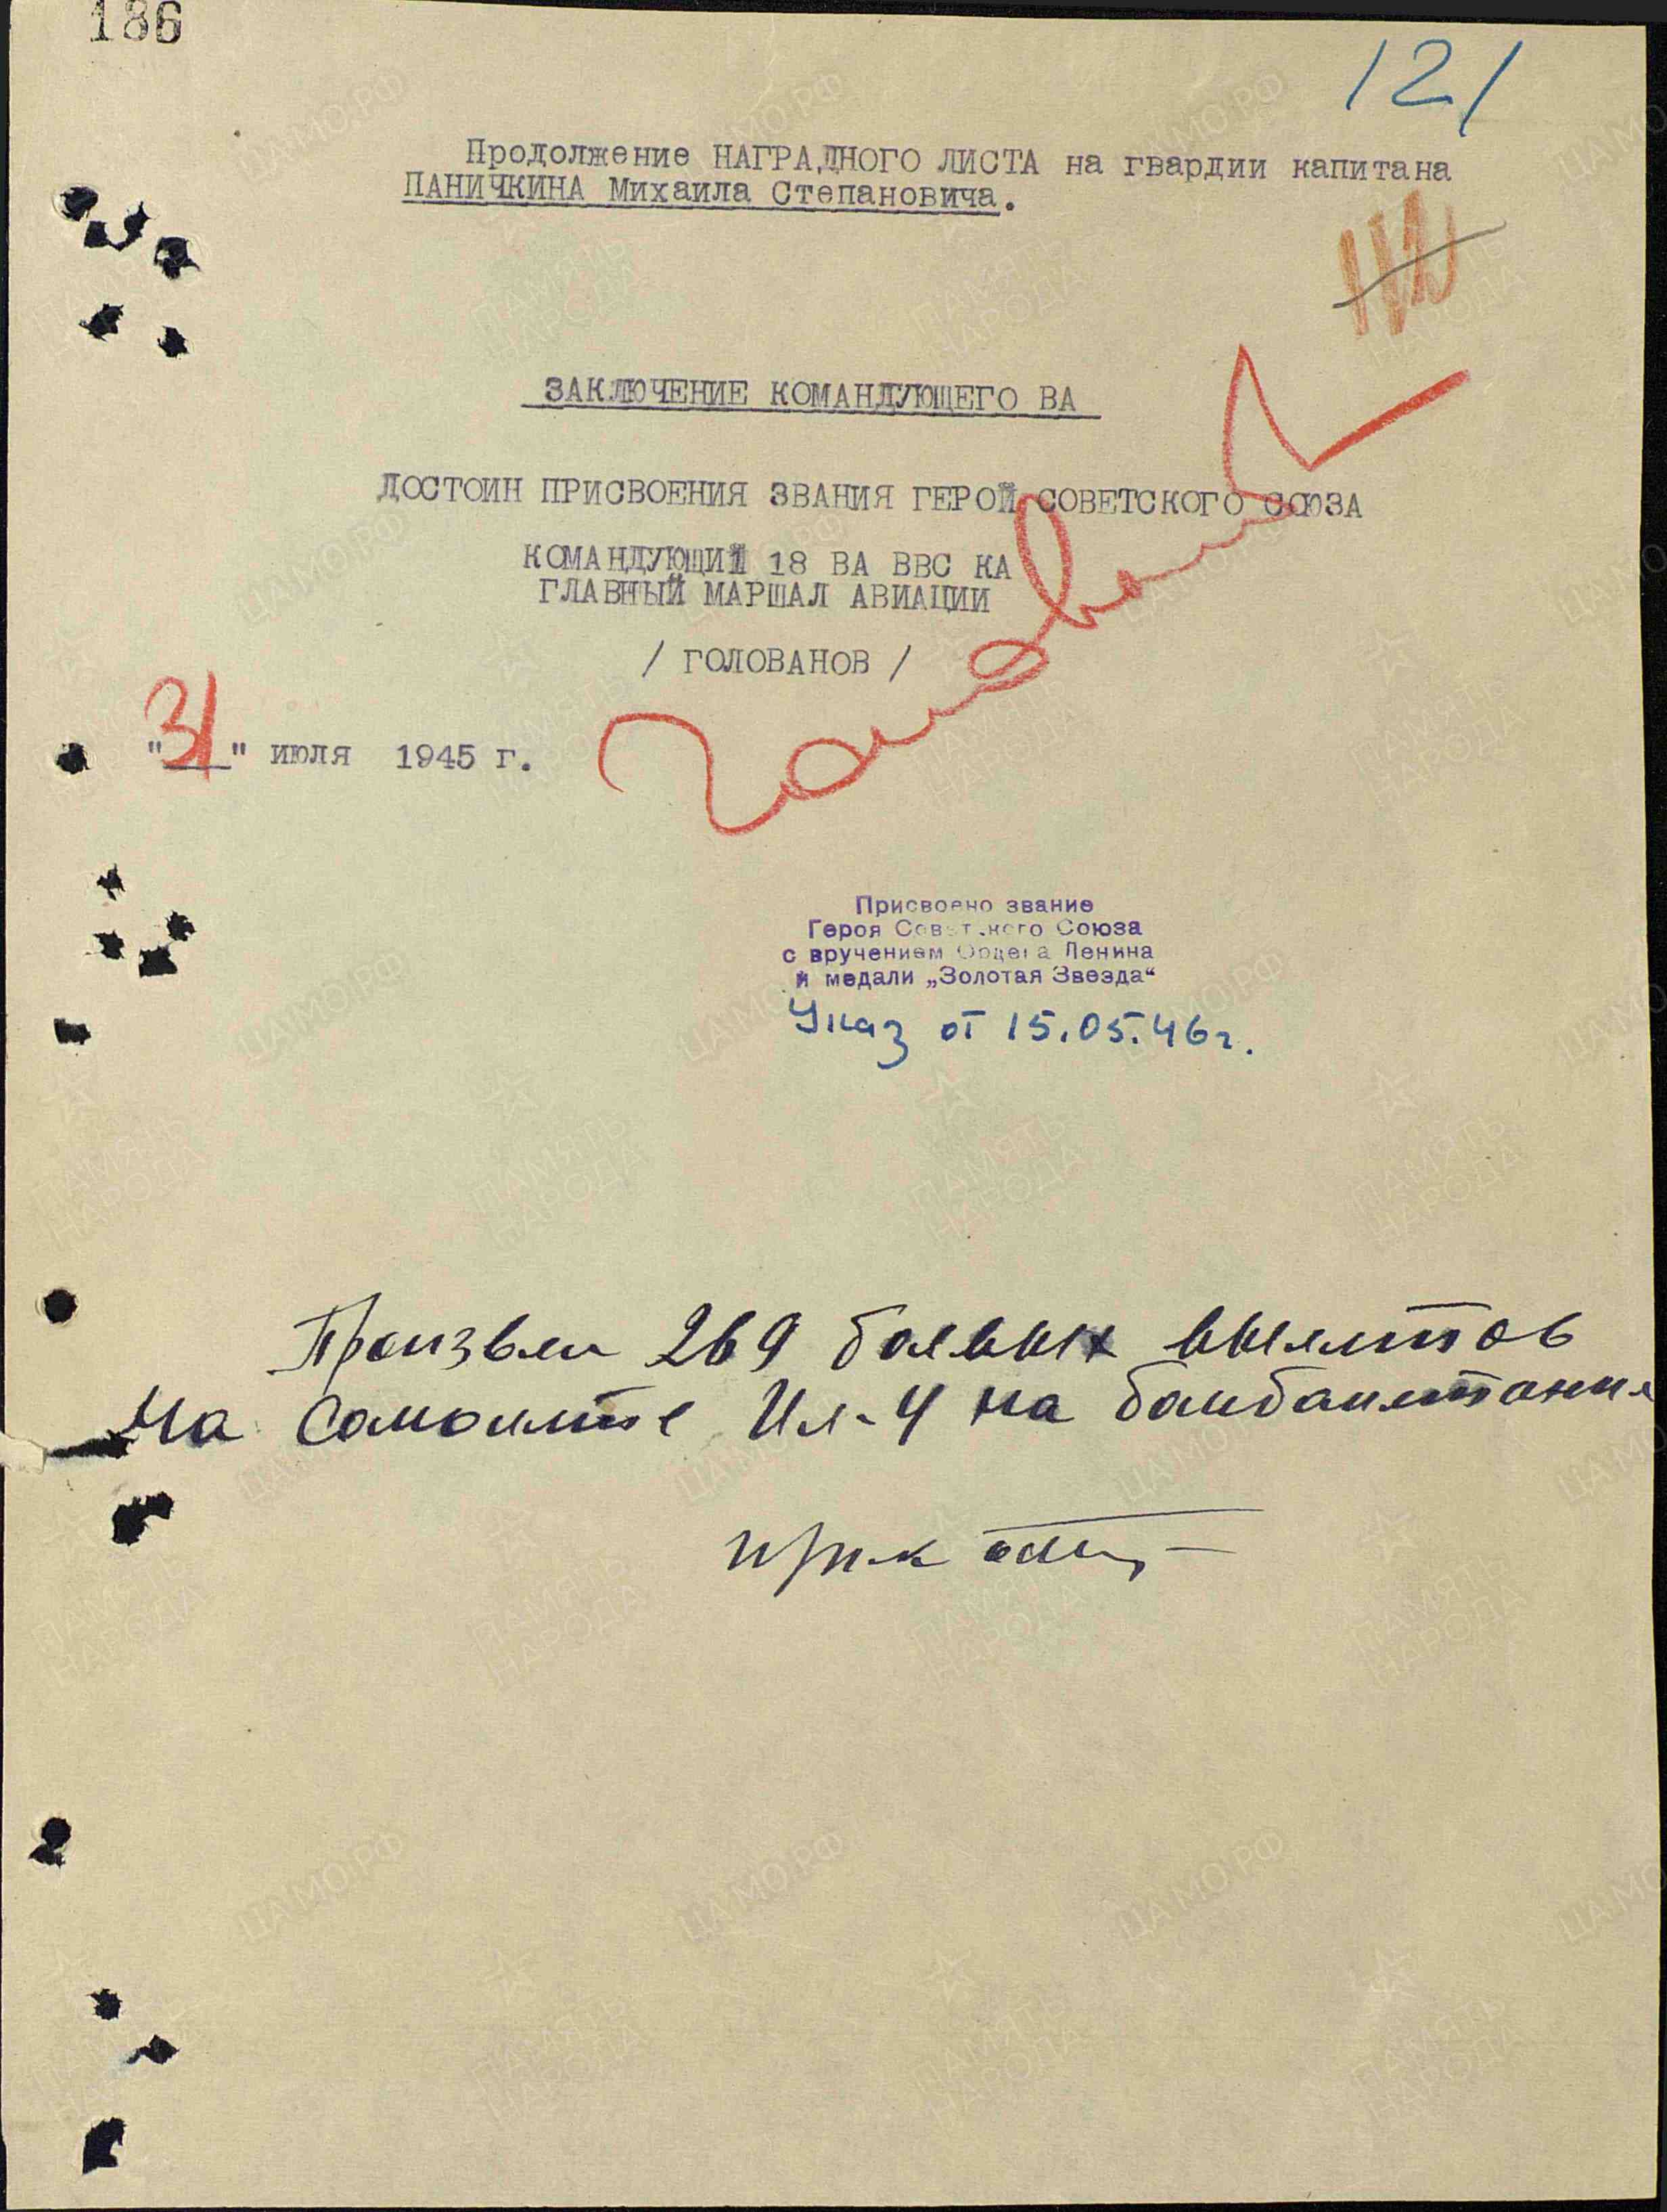 186
121
Продолжение НАГРАДНОГО ЛИСТА на гвардии капитана
ПАНИЧКИНА Михаила Степановича.
112
ЗАКЛЮЧЕНИЕ КОМАНДУЮЩЕГО ВА
ДОСТОИН ПРИСВОЕНИЯ ЗВАНИЯ ГЕРОЙ СОВЕТСКОГО СОЮЗА
КОМАНДУЮЩИЙ 18 ВА ВВС КА
ГЛАВНЫЙ МАРШАЛ АВИАЦИИ
/ ГОЛОВАНОВ /
"31" июля 1945 г.
Присвоено звание
Героя Советского Союза
с вручением Ордена Ленина
и медали „Золотая Звезда“
Указ от 15.05.46г.
Произвел 269 боевых вылетов
на самолете Ил-4 на бомбометание